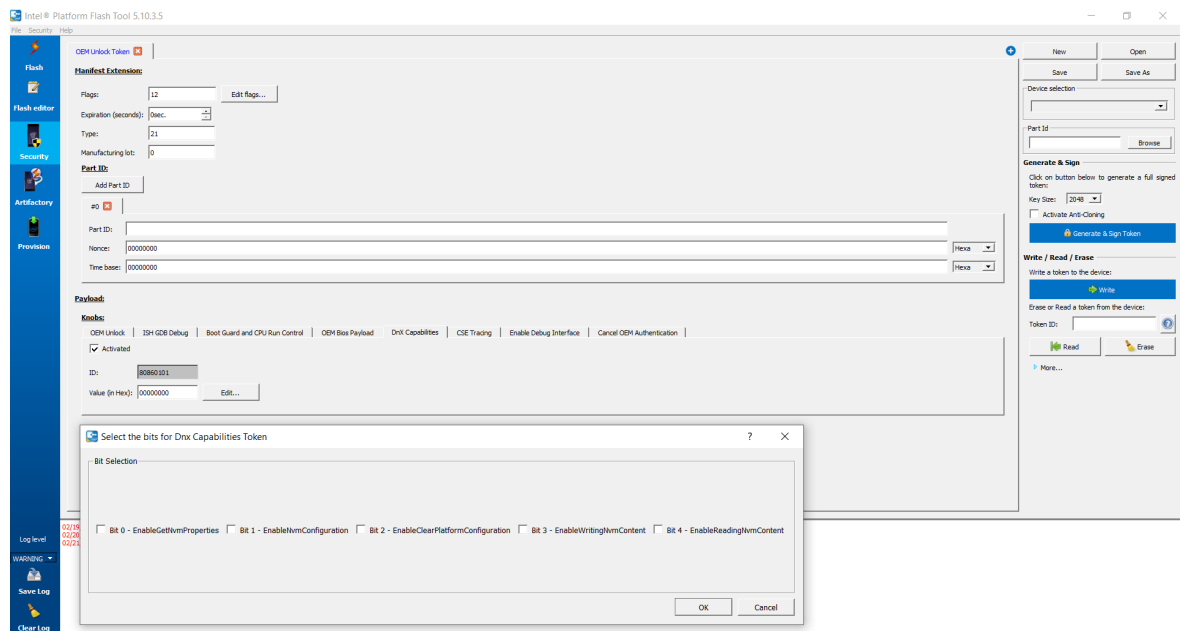 Intel® Platform Flash Tool 5.10.3.5
File Security Help
Flash
Flash editor
Security
Artifactory
Provision
Log level
WARNING
Save Log
Clear Log
OEM Unlock Token
Manifest Extension:
Flags: 12 Edit flags...
Expiration (seconds): 0sec.
Type: 21
Manufacturing lot: 0
Part ID:
Add Part ID
#0
Part ID:
Nonce: 00000000 Hexa
Time base: 00000000 Hexa
Payload:
Knobs:
OEM Unlock ISH GDB Debug Boot Guard and CPU Run Control OEM Bios Payload DnX Capabilities CSE Tracing Enable Debug Interface Cancel OEM Authentication
Activated
ID: 80860101
Value (in Hex): 00000000 Edit...
02/19
02/20
02/21
Select the bits for Dnx Capabilities Token ?
Bit Selection
Bit 0 - EnableGetNvmProperties Bit 1 - EnableNvmConfiguration Bit 2 - EnableClearPlatformConfiguration Bit 3 - EnableWritingNvmContent Bit 4 - EnableReadingNvmContent
OK Cancel
New Open
Save Save As
Device selection
Part Id
Browse
Generate & Sign
Click on button below to generate a full signed
token:
Key Size: 2048
Activate Anti-Cloning
Generate & Sign Token
Write / Read / Erase
Write a token to the device:
Write
Erase or Read a token from the device:
Token ID: ?
Read Erase
More...